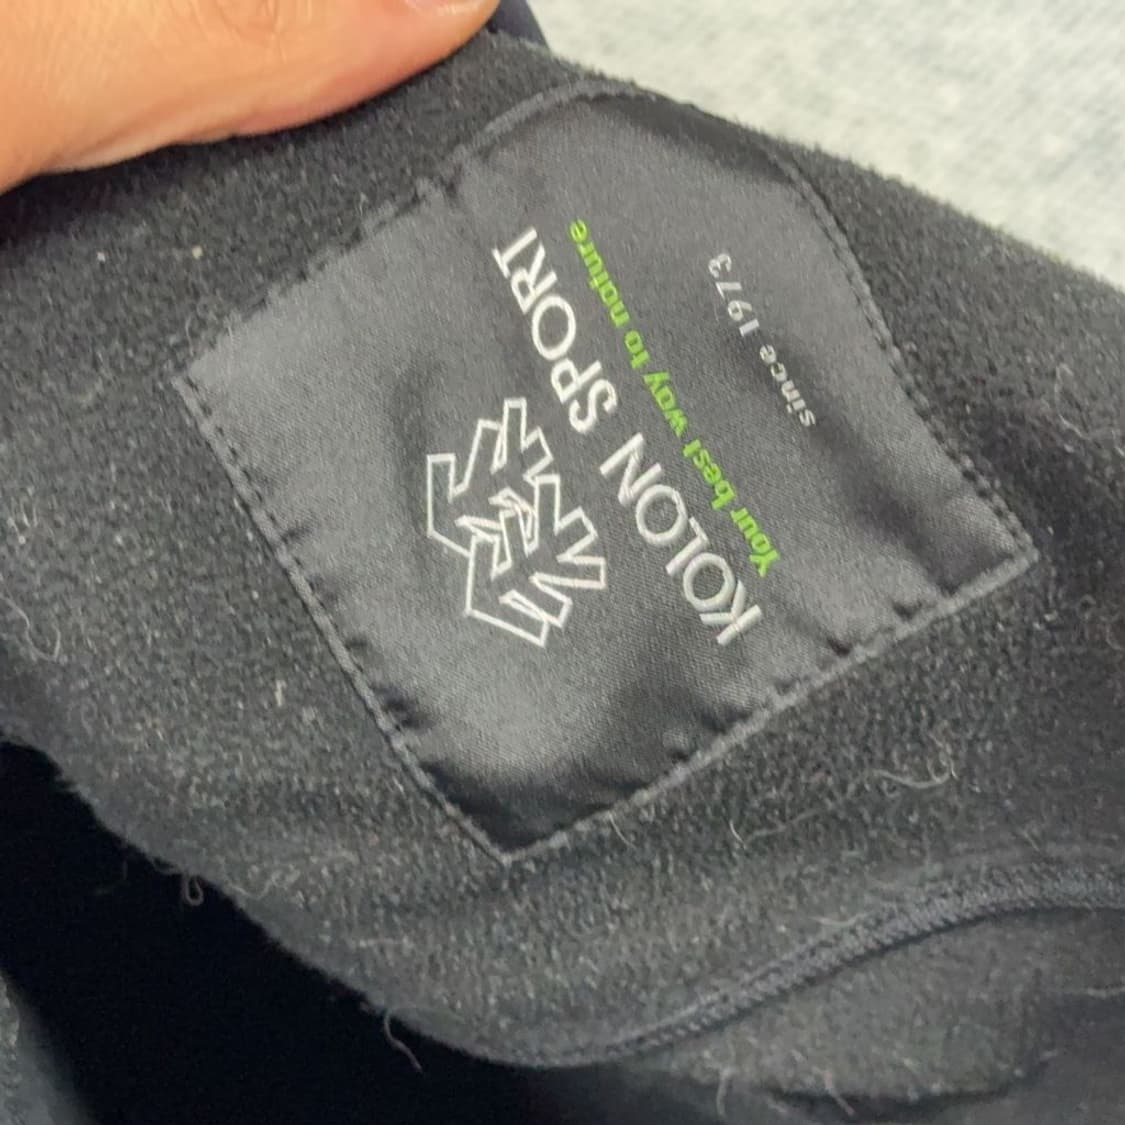 KOLON SPORT
Your best way to nature
since 1973